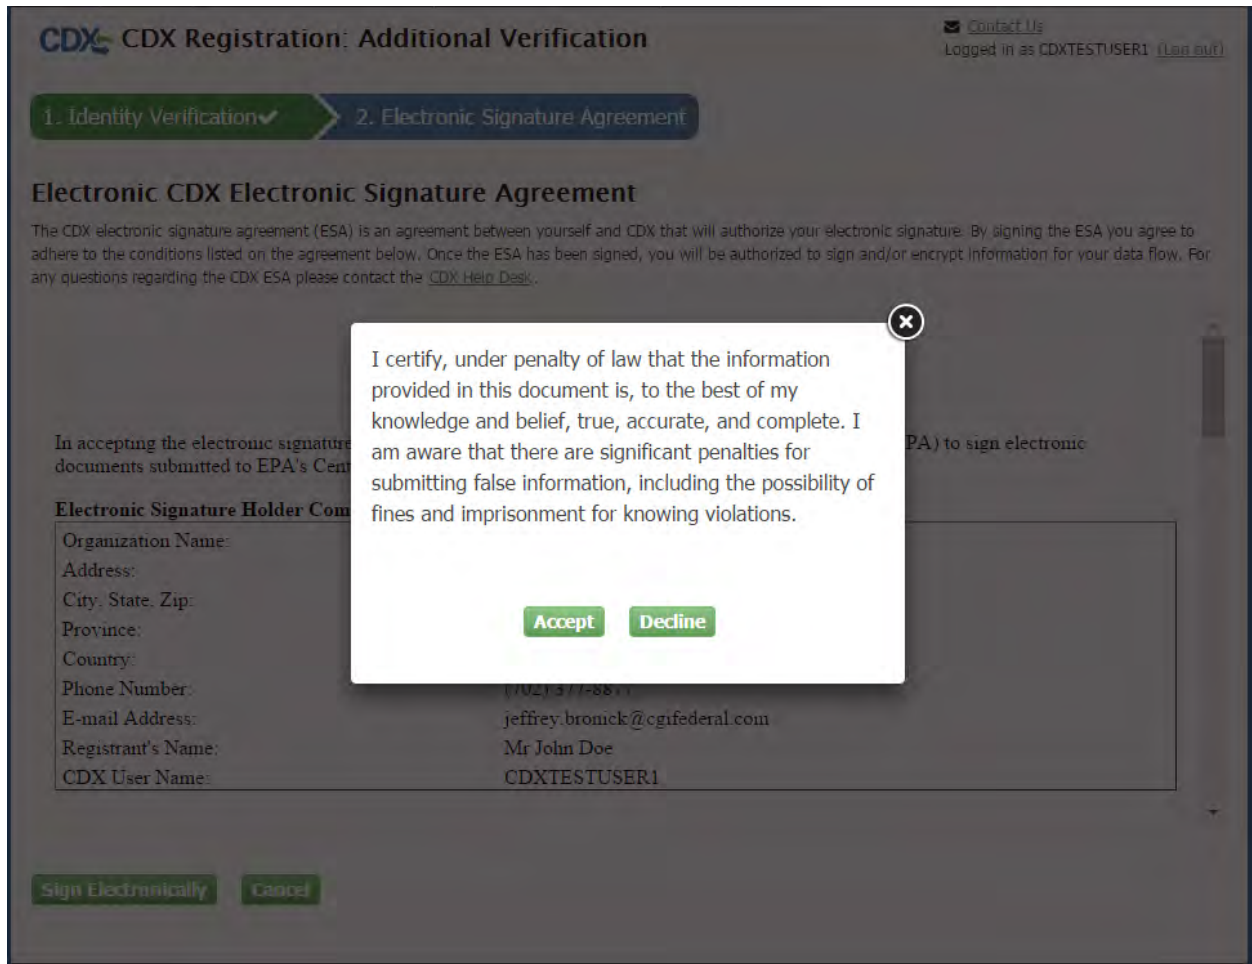 CDX CDX Registration: Additional Verification
Contact Us
Logged in as CDXTESTUSER1 (Log out)
1. Identity Verification
2. Electronic Signature Agreement
Electronic CDX Electronic Signature Agreement
The CDX electronic signature agreement (ESA) is an agreement between yourself and CDX that will authorize your electronic signature. By signing the ESA you agree to
adhere to the conditions listed on the agreement below. Once the ESA has been signed, you will be authorized to sign and/or encrypt information for your data flow. For
any questions regarding the CDX ESA please contact the CDX Help Desk.
I certify, under penalty of law that the information
provided in this document is, to the best of my
knowledge and belief, true, accurate, and complete. I
am aware that there are significant penalties for
submitting false information, including the possibility of
fines and imprisonment for knowing violations.
Accept Decline
In accepting the electronic signature PA) to sign electronic
documents submitted to EPA's Cent
Electronic Signature Holder Com
Organization Name:
Address:
City, State, Zip:
Province:
Country:
Phone Number: (702) 377-8877
E-mail Address: jeffrey.bronick@cgifederal.com
Registrant's Name: Mr John Doe
CDX User Name: CDXTESTUSER1
Sign Electronically Cancel